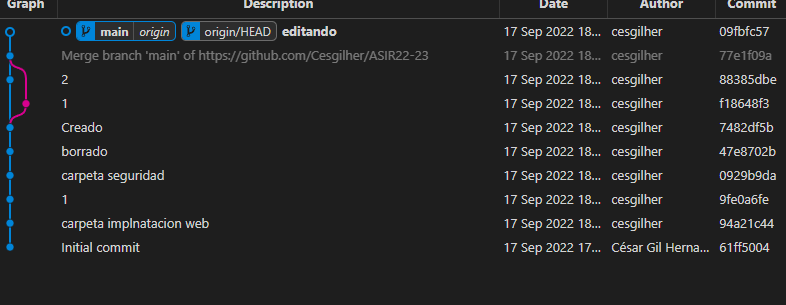 Graph Description Date Author Commit
main origin origin/HEAD editando 17 Sep 2022 18... cesgilher 09fbfc57
Merge branch 'main' of https://github.com/Cesgilher/ASIR22-23 17 Sep 2022 18... cesgilher 77e1f09a
2 17 Sep 2022 18... cesgilher 88385dbe
1 17 Sep 2022 18... cesgilher f18648f3
Creado 17 Sep 2022 18... cesgilher 7482df5b
borrado 17 Sep 2022 18... cesgilher 47e8702b
carpeta seguridad 17 Sep 2022 18... cesgilher 0929b9da
1 17 Sep 2022 18... cesgilher 9fe0a6fe
carpeta implnatacion web 17 Sep 2022 18... cesgilher 94a21c44
Initial commit 17 Sep 2022 17... César Gil Herna... 61ff5004